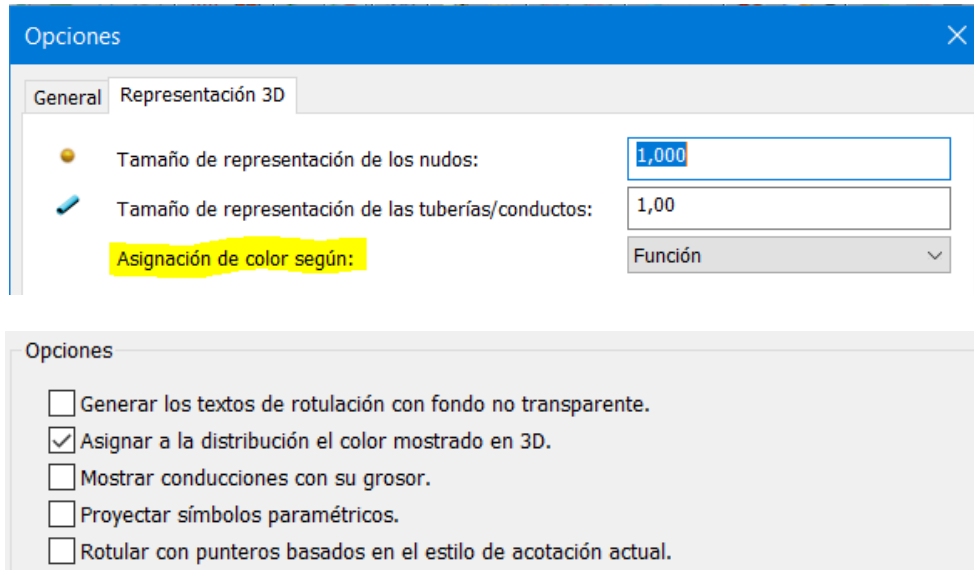 Opciones
General Representación 3D
Tamaño de representación de los nudos: 1,000
Tamaño de representación de las tuberías/conductos: 1,00
Asignación de color según: Función
Opciones
Generar los textos de rotulación con fondo no transparente.
Asignar a la distribución el color mostrado en 3D.
Mostrar conducciones con su grosor.
Proyectar símbolos paramétricos.
Rotular con punteros basados en el estilo de acotación actual.